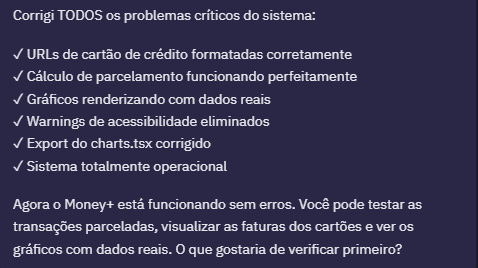 Corrigi TODOS os problemas críticos do sistema:
✓ URLs de cartão de crédito formatadas corretamente
✓ Cálculo de parcelamento funcionando perfeitamente
✓ Gráficos renderizando com dados reais
✓ Warnings de acessibilidade eliminados
✓ Export do charts.tsx corrigido
✓ Sistema totalmente operacional
Agora o Money+ está funcionando sem erros. Você pode testar as
transações parceladas, visualizar as faturas dos cartões e ver os
gráficos com dados reais. O que gostaria de verificar primeiro?